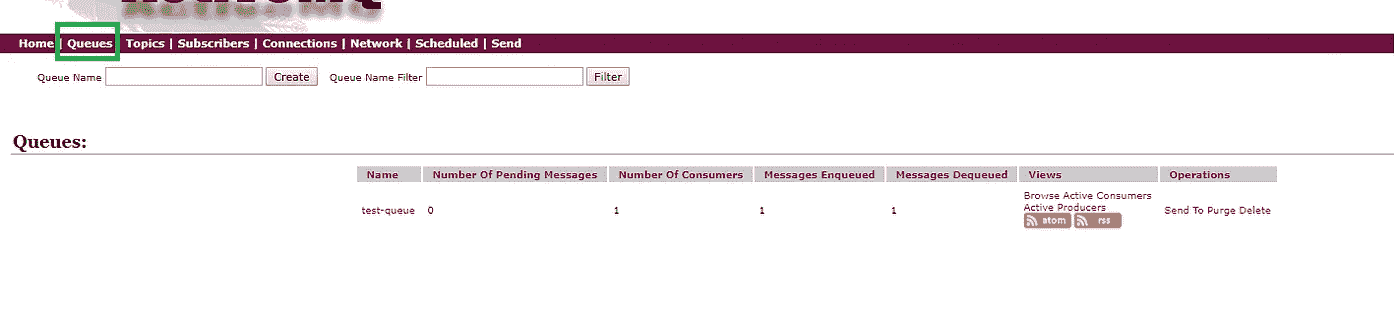 Home | Queues | Topics | Subscribers | Connections | Network | Scheduled | Send
Queue Name Create Queue Name Filter Filter
Queues:
Name Number Of Pending Messages Number Of Consumers Messages Enqueued Messages Dequeued Views Operations
test-queue 0 1 1 1 Browse Active Consumers Send To Purge Delete
Active Producers
atom rss